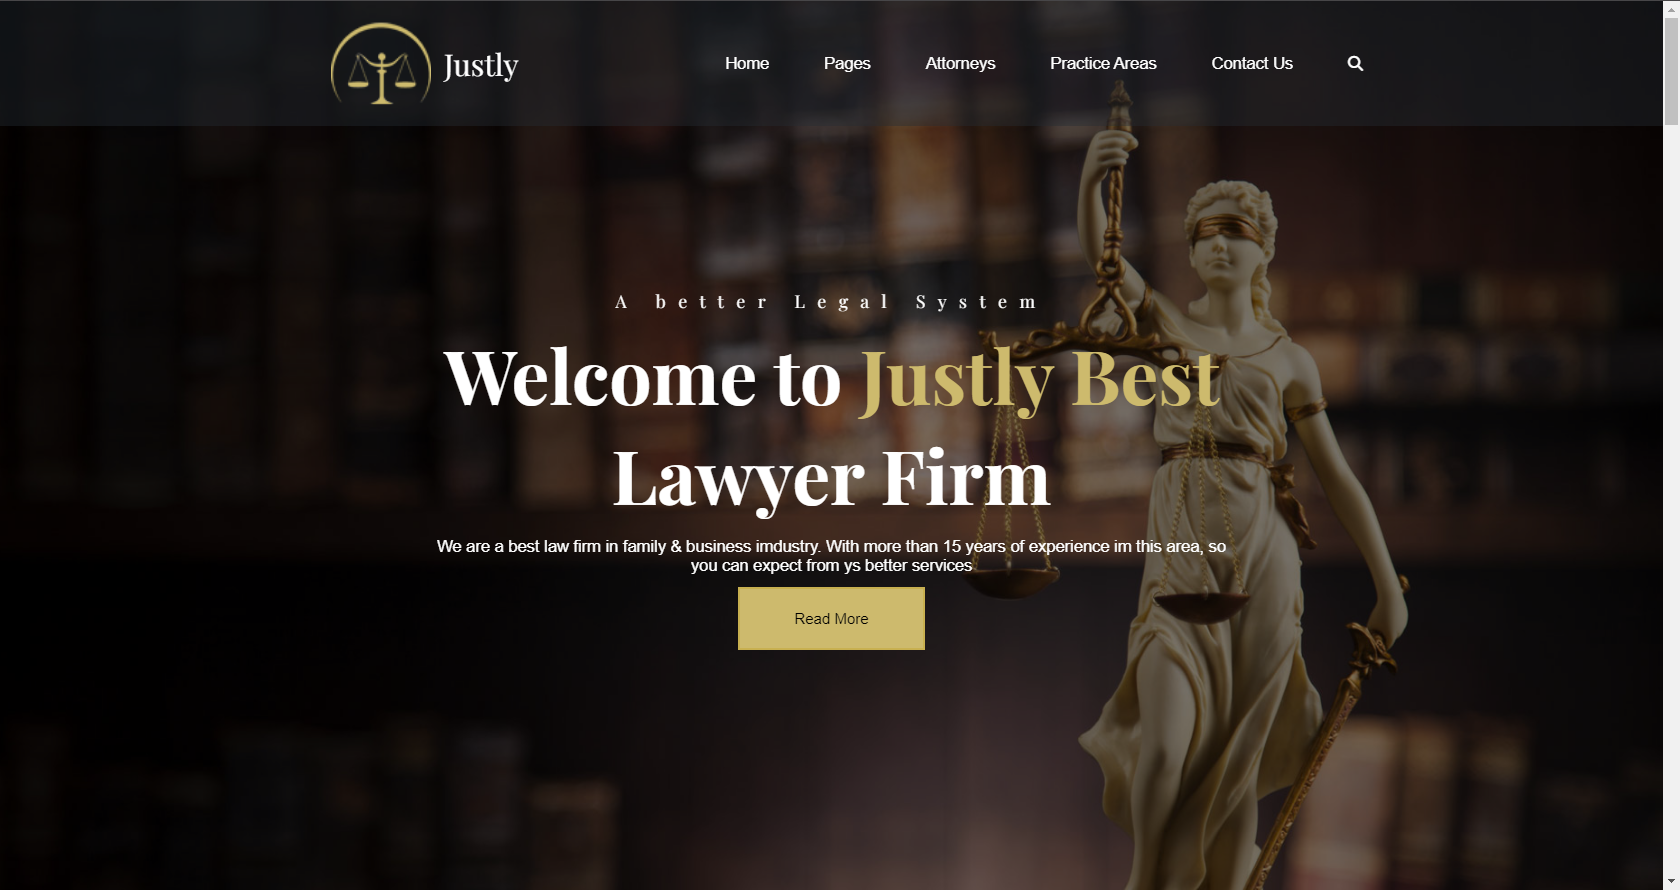 Justly
Home Pages Attorneys Practice Areas Contact Us
A better Legal System
Welcome to Justly Best
Lawyer Firm
We are a best law firm in family & business imdustry. With more than 15 years of experience im this area, so
you can expect from ys better services
Read More